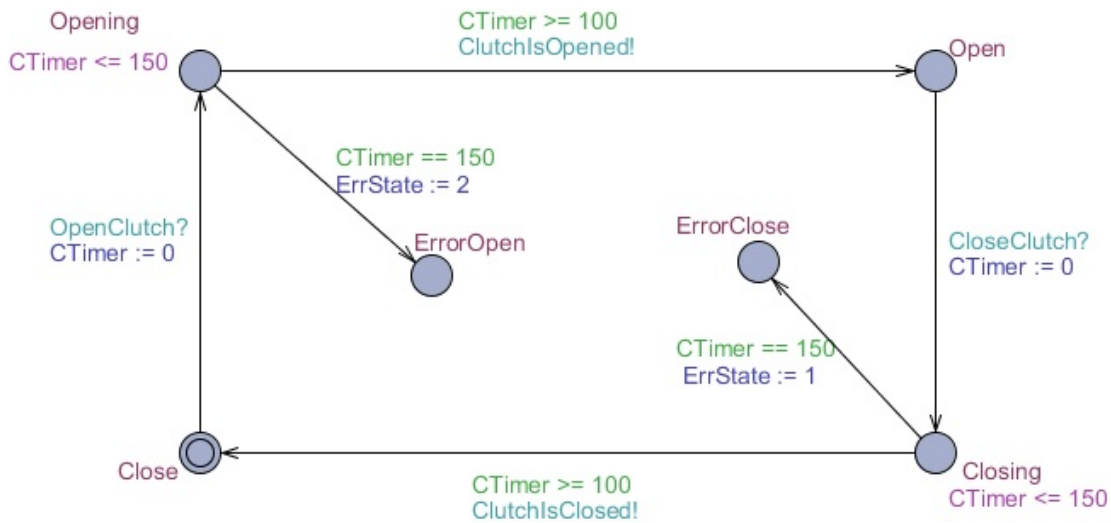 Opening
CTimer <= 150
CTimer >= 100
ClutchIsOpened!
Open
CTimer == 150
ErrState := 2
OpenClutch?
CTimer := 0
ErrorOpen
ErrorClose
CloseClutch?
CTimer := 0
CTimer == 150
ErrState := 1
Close
CTimer >= 100
ClutchIsClosed!
Closing
CTimer <= 150